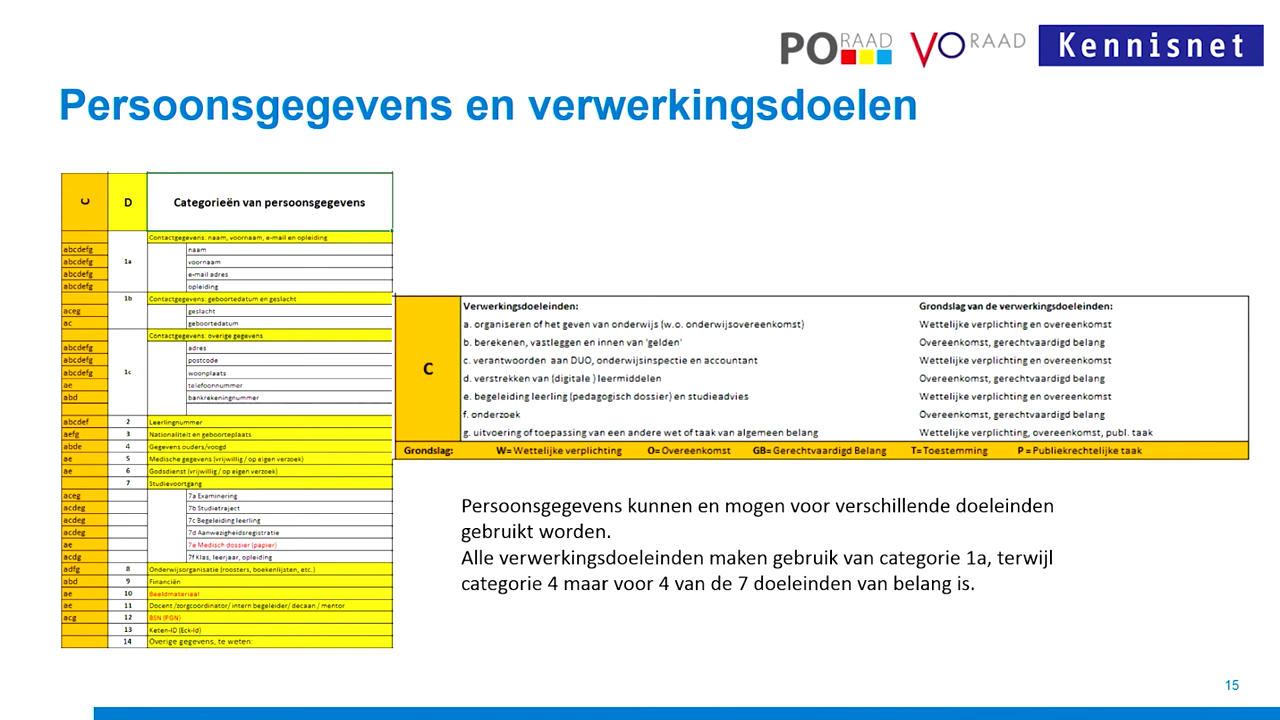 PO RAAD VO RAAD Kennisnet
Persoonsgegevens en verwerkingsdoelen
C D Categorieën van persoonsgegevens
Contactgegevens: naam, voornaam, e-mail en opleiding
abcdefg naam
abcdefg 1a voornaam
abcdefg e-mail adres
abcdefg opleiding
1b Contactgegevens: geboortedatum en geslacht
aceg geslacht
ac geboortedatum
Contactgegevens: overige gegevens
abcdefg adres
abcdefg postcode
abcdefg 1c woonplaats
ae telefoonnummer
abd bankrekeningnummer
abcdef 2 Leerlingnummer
aefg 3 Nationaliteit en geboorteplaats
abde 4 Gegevens ouders/voogd
ae 5 Medische gegevens (vrijwillig / op eigen verzoek)
ae 6 Godsdienst (vrijwillig / op eigen verzoek)
7 Studievoortgang
aceg 7a Examinering
acdeg 7b Studietraject
acdeg 7c Begeleiding leerling
acdeg 7d Aanwezigheidsregistratie
ae 7e Medisch dossier (papier)
acdg 7f Klas, leerjaar, opleiding
adfg 8 Onderwijsorganisatie (roosters, boekenlijsten, etc.)
abd 9 Financiën
ae 10 Beeldmateriaal
ae 11 Docent /zorgcoördinator/ intern begeleider/ decaan / mentor
acg 12 BSN (PGN)
13 Keten-ID (Eck-Id)
14 Overige gegevens, te weten:
C
Verwerkingsdoeleinden: Grondslag van de verwerkingsdoeleinden:
a. organiseren of het geven van onderwijs (w.o. onderwijsovereenkomst) Wettelijke verplichting en overeenkomst
b. berekenen, vastleggen en innen van 'gelden' Overeenkomst, gerechtvaardigd belang
c. verantwoorden aan DUO, onderwijsinspectie en accountant Wettelijke verplichting en overeenkomst
d. verstrekken van (digitale ) leermiddelen Overeenkomst, gerechtvaardigd belang
e. begeleiding leerling (pedagogisch dossier) en studieadvies Wettelijke verplichting en overeenkomst
f. onderzoek Overeenkomst, gerechtvaardigd belang
g. uitvoering of toepassing van een andere wet of taak van algemeen belang Wettelijke verplichting, overeenkomst, publ. taak
Grondslag: W= Wettelijke verplichting O= Overeenkomst GB= Gerechtvaardigd Belang T= Toestemming P = Publiekrechtelijke taak
Persoonsgegevens kunnen en mogen voor verschillende doeleinden
gebruikt worden.
Alle verwerkingsdoeleinden maken gebruik van categorie 1a, terwijl
categorie 4 maar voor 4 van de 7 doeleinden van belang is.
15